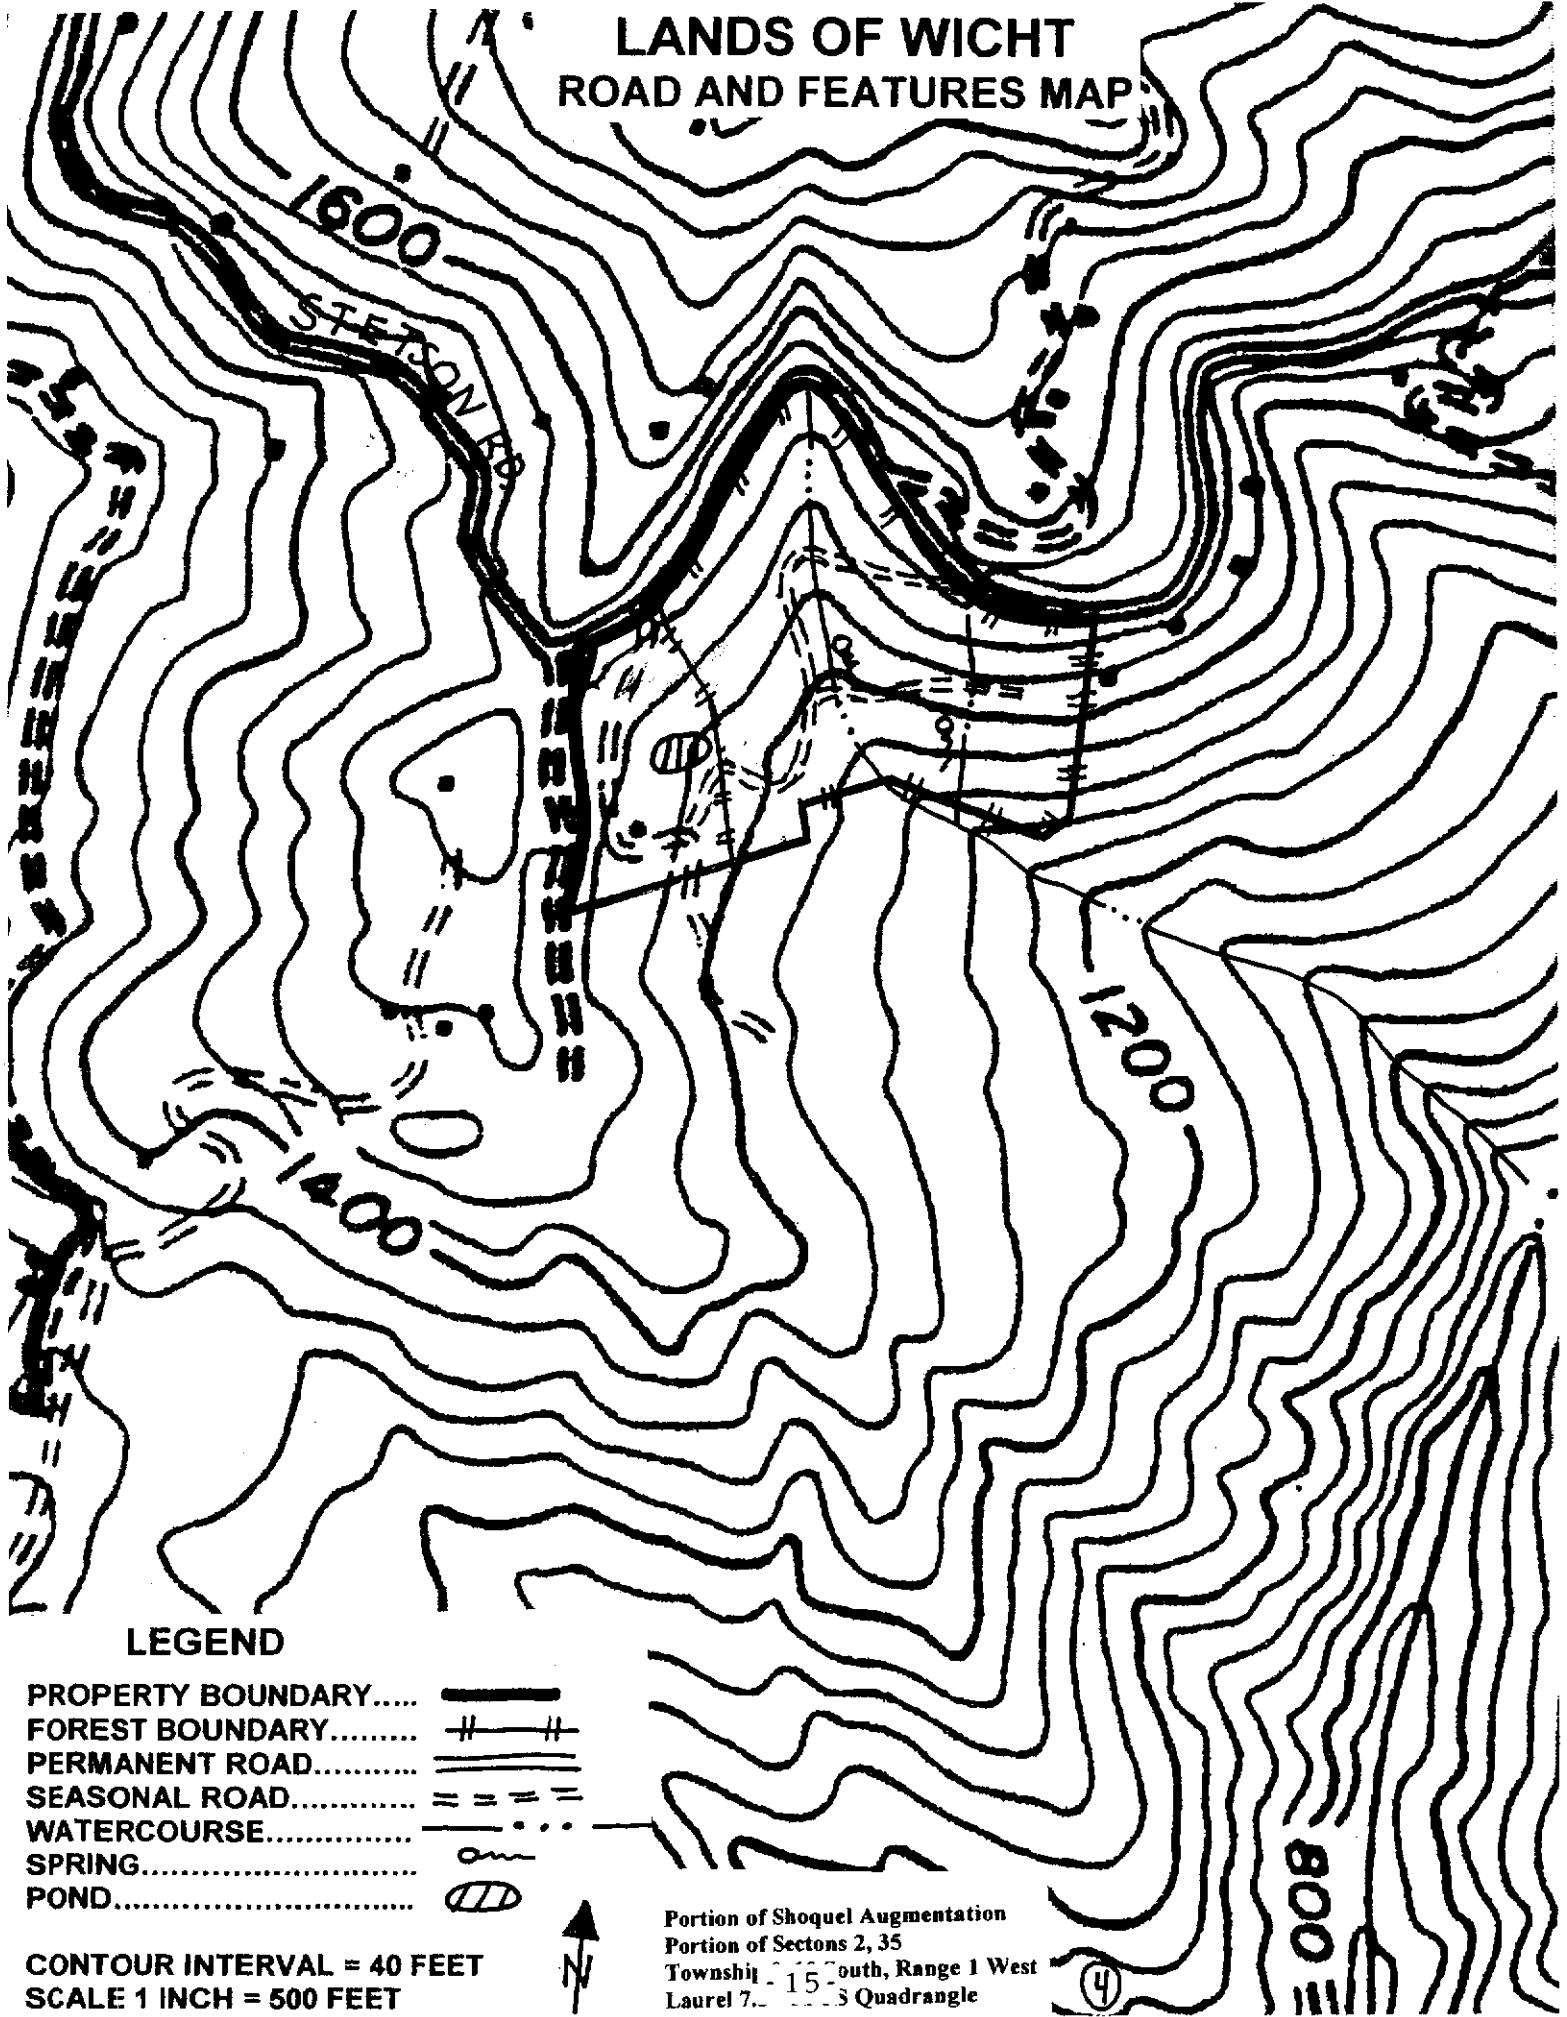 LANDS OF WICHT
ROAD AND FEATURES MAP
1600
STETSON RD
1200
1400
LEGEND
PROPERTY BOUNDARY.....
FOREST BOUNDARY.........
PERMANENT ROAD...........
SEASONAL ROAD..............
WATERCOURSE...............
SPRING............................
POND...............................
800
CONTOUR INTERVAL = 40 FEET
SCALE 1 INCH = 500 FEET
N
Portion of Shoquel Augmentation
Portion of Sectons 2, 35
outh, Range 1 West
- 15 -
Laurel 7. Quadrangle
4